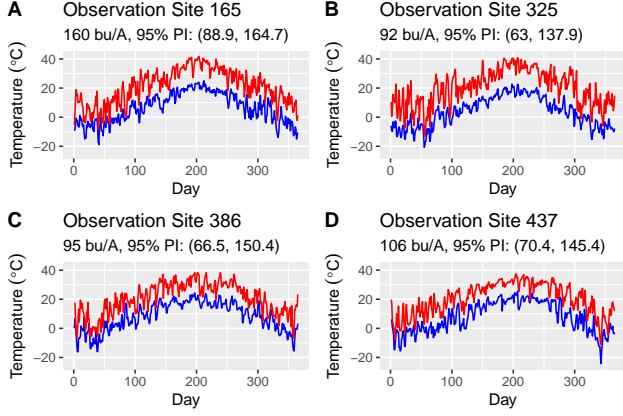 A Observation Site 165
160 bu/A, 95% PI: (88.9, 164.7)
Temperature (°C)
40
20
0
−20
0 100 200 300
Day
B Observation Site 325
92 bu/A, 95% PI: (63, 137.9)
Temperature (°C)
40
20
0
−20
0 100 200 300
Day
C Observation Site 386
95 bu/A, 95% PI: (66.5, 150.4)
Temperature (°C)
40
20
0
−20
0 100 200 300
Day
D Observation Site 437
106 bu/A, 95% PI: (70.4, 145.4)
Temperature (°C)
40
20
0
−20
0 100 200 300
Day